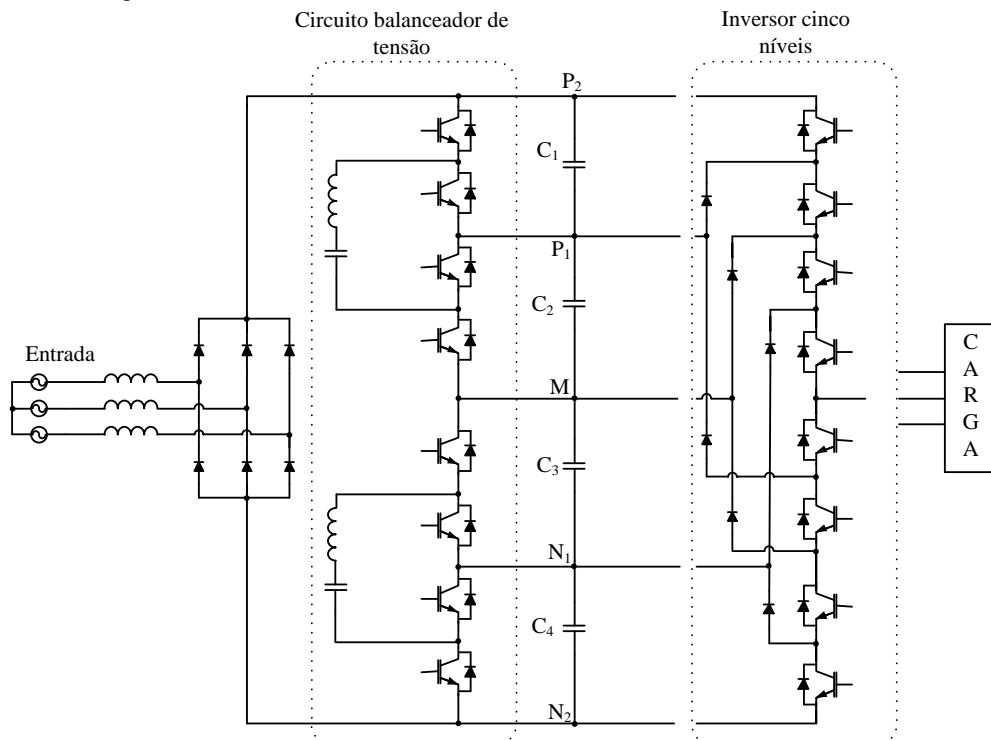 Circuito balanceador de
tensão
Inversor cinco
níveis
P2
C1
P1
C2
Entrada
M
C3
N1
C4
N2
C
A
R
G
A